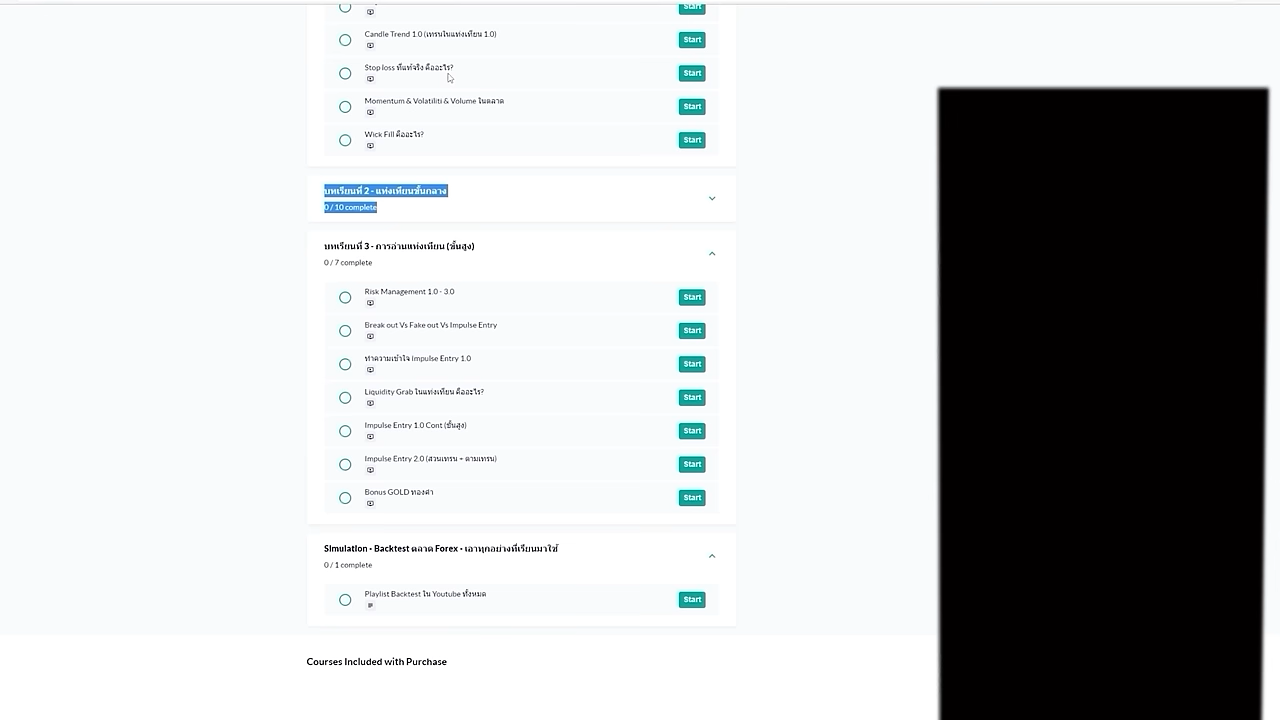 Start
Candle Trend 1.0 (เทรนในแท่งเทียน 1.0)
Start
Stop loss ที่แท้จริง คืออะไร?
Start
Momentum & Volatiliti & Volume ในตลาด
Start
Wick Fill คืออะไร?
Start
บทเรียนที่ 2 - แท่งเทียนขั้นกลาง
0 / 10 complete
บทเรียนที่ 3 - การอ่านแท่งเทียน (ขั้นสูง)
0 / 7 complete
Risk Management 1.0 - 3.0
Start
Break out Vs Fake out Vs Impulse Entry
Start
ทำความเข้าใจ Impulse Entry 1.0
Start
Liquidity Grab ในแท่งเทียน คืออะไร?
Start
Impulse Entry 1.0 Cont (ขั้นสูง)
Start
Impulse Entry 2.0 (สวนเทรน + ตามเทรน)
Start
Bonus GOLD ทองคำ
Start
Simulation - Backtest ตลาด Forex - เอาทุกอย่างที่เรียนมาใช้
0 / 1 complete
Playlist Backtest ใน Youtube ทั้งหมด
Start
Courses Included with Purchase